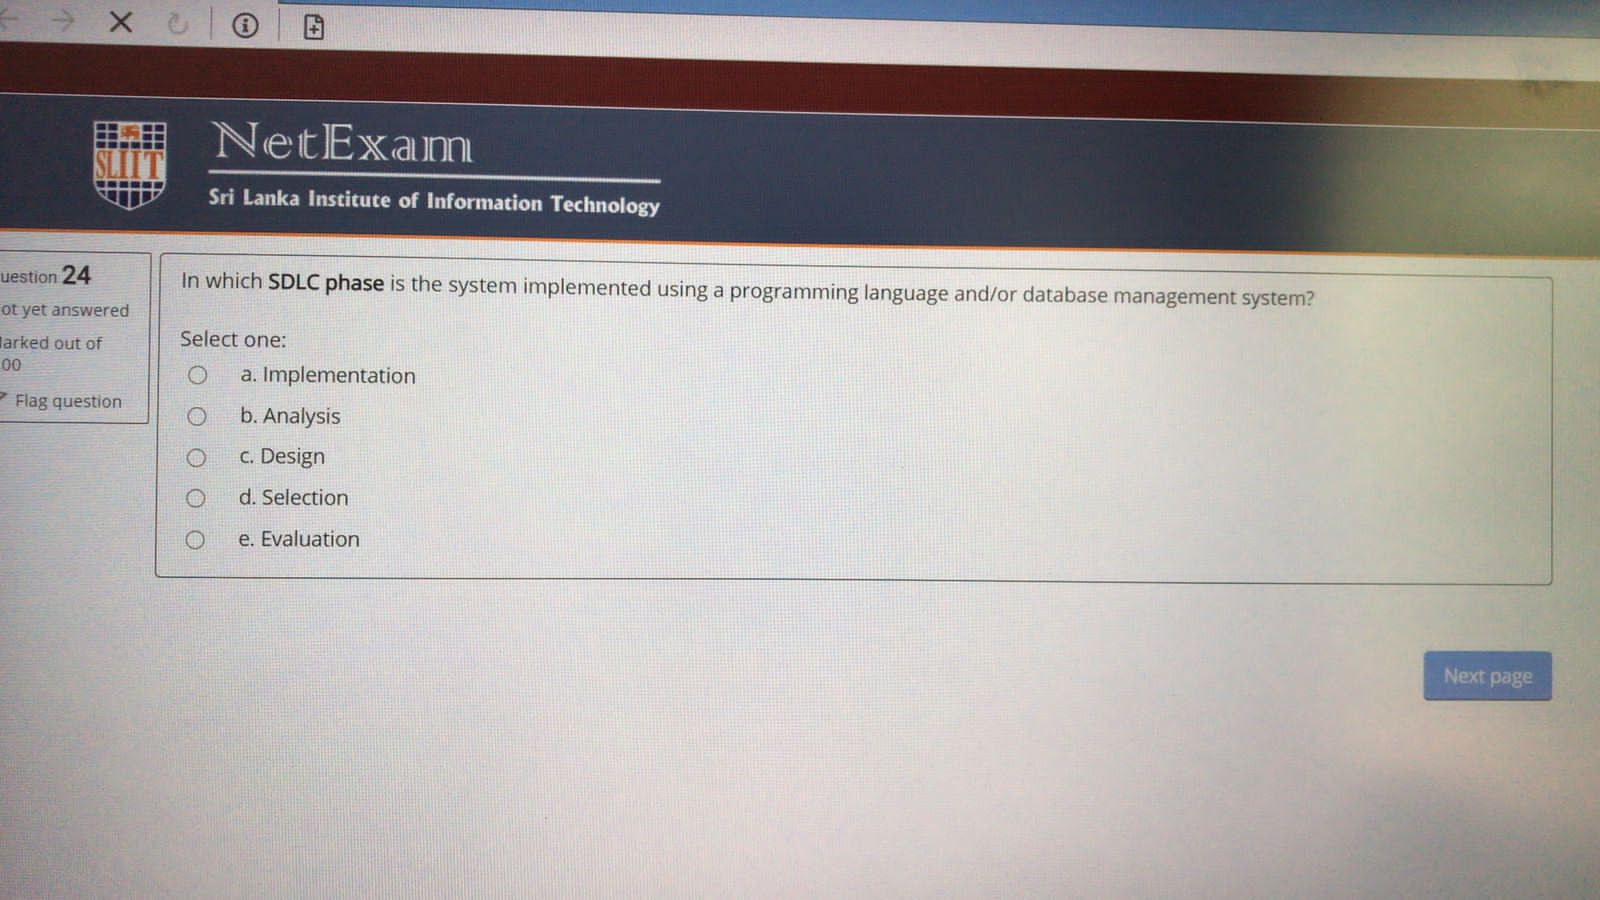 SLIIT
NetExam
Sri Lanka Institute of Information Technology
uestion 24
ot yet answered
arked out of
00
Flag question
In which SDLC phase is the system implemented using a programming language and/or database management system?
Select one:
a. Implementation
b. Analysis
c. Design
d. Selection
e. Evaluation
Next page